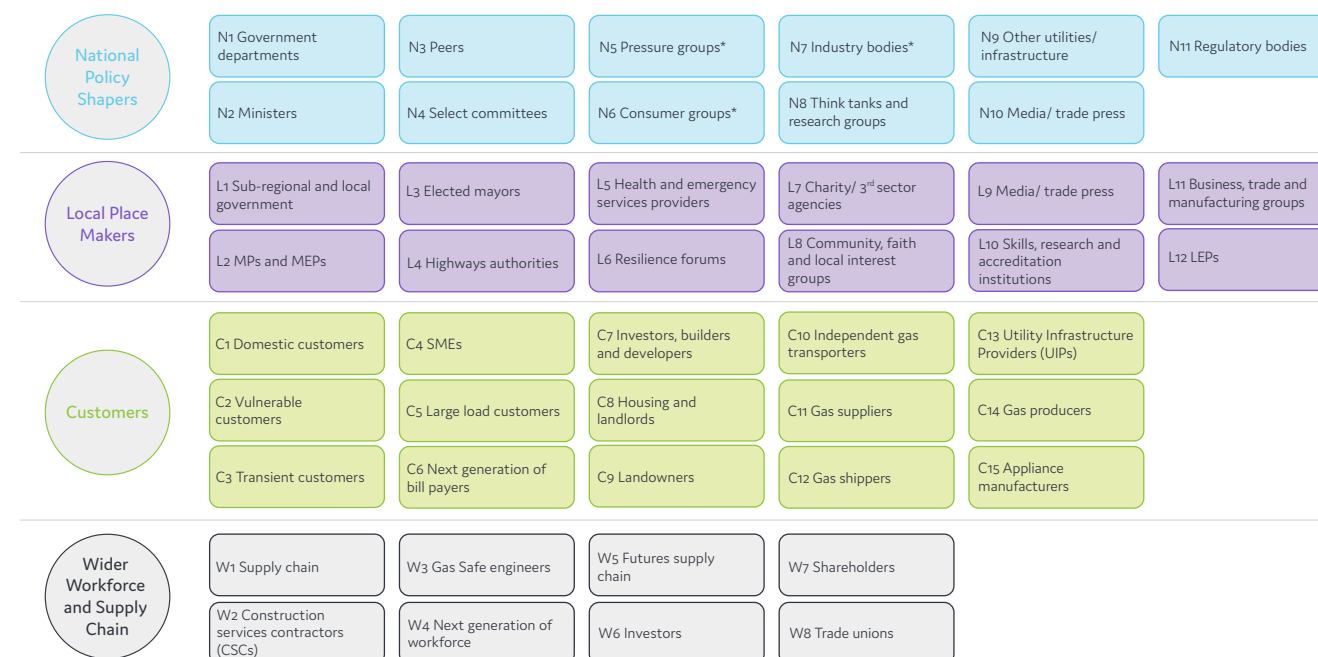 National
Policy
Shapers
N1 Government
departments
N3 Peers
N5 Pressure groups*
N7 Industry bodies*
N9 Other utilities/
infrastructure
N11 Regulatory bodies
N2 Ministers
N4 Select committees
N6 Consumer groups*
N8 Think tanks and
research groups
N10 Media/ trade press
Local Place
Makers
L1 Sub-regional and local
government
L3 Elected mayors
L5 Health and emergency
services providers
L7 Charity/ 3rd sector
agencies
L9 Media/ trade press
L11 Business, trade and
manufacturing groups
L2 MPs and MEPs
L4 Highways authorities
L6 Resilience forums
L8 Community, faith
and local interest
groups
L10 Skills, research and
accreditation
institutions
L12 LEPs
Customers
C1 Domestic customers
C4 SMEs
C7 Investors, builders
and developers
C10 Independent gas
transporters
C13 Utility Infrastructure
Providers (UIPs)
C2 Vulnerable
customers
C5 Large load customers
C8 Housing and
landlords
C11 Gas suppliers
C14 Gas producers
C3 Transient customers
C6 Next generation of
bill payers
C9 Landowners
C12 Gas shippers
C15 Appliance
manufacturers
Wider
Workforce
and Supply
Chain
W1 Supply chain
W3 Gas Safe engineers
W5 Futures supply
chain
W7 Shareholders
W2 Construction
services contractors
(CSCs)
W4 Next generation of
workforce
W6 Investors
W8 Trade unions